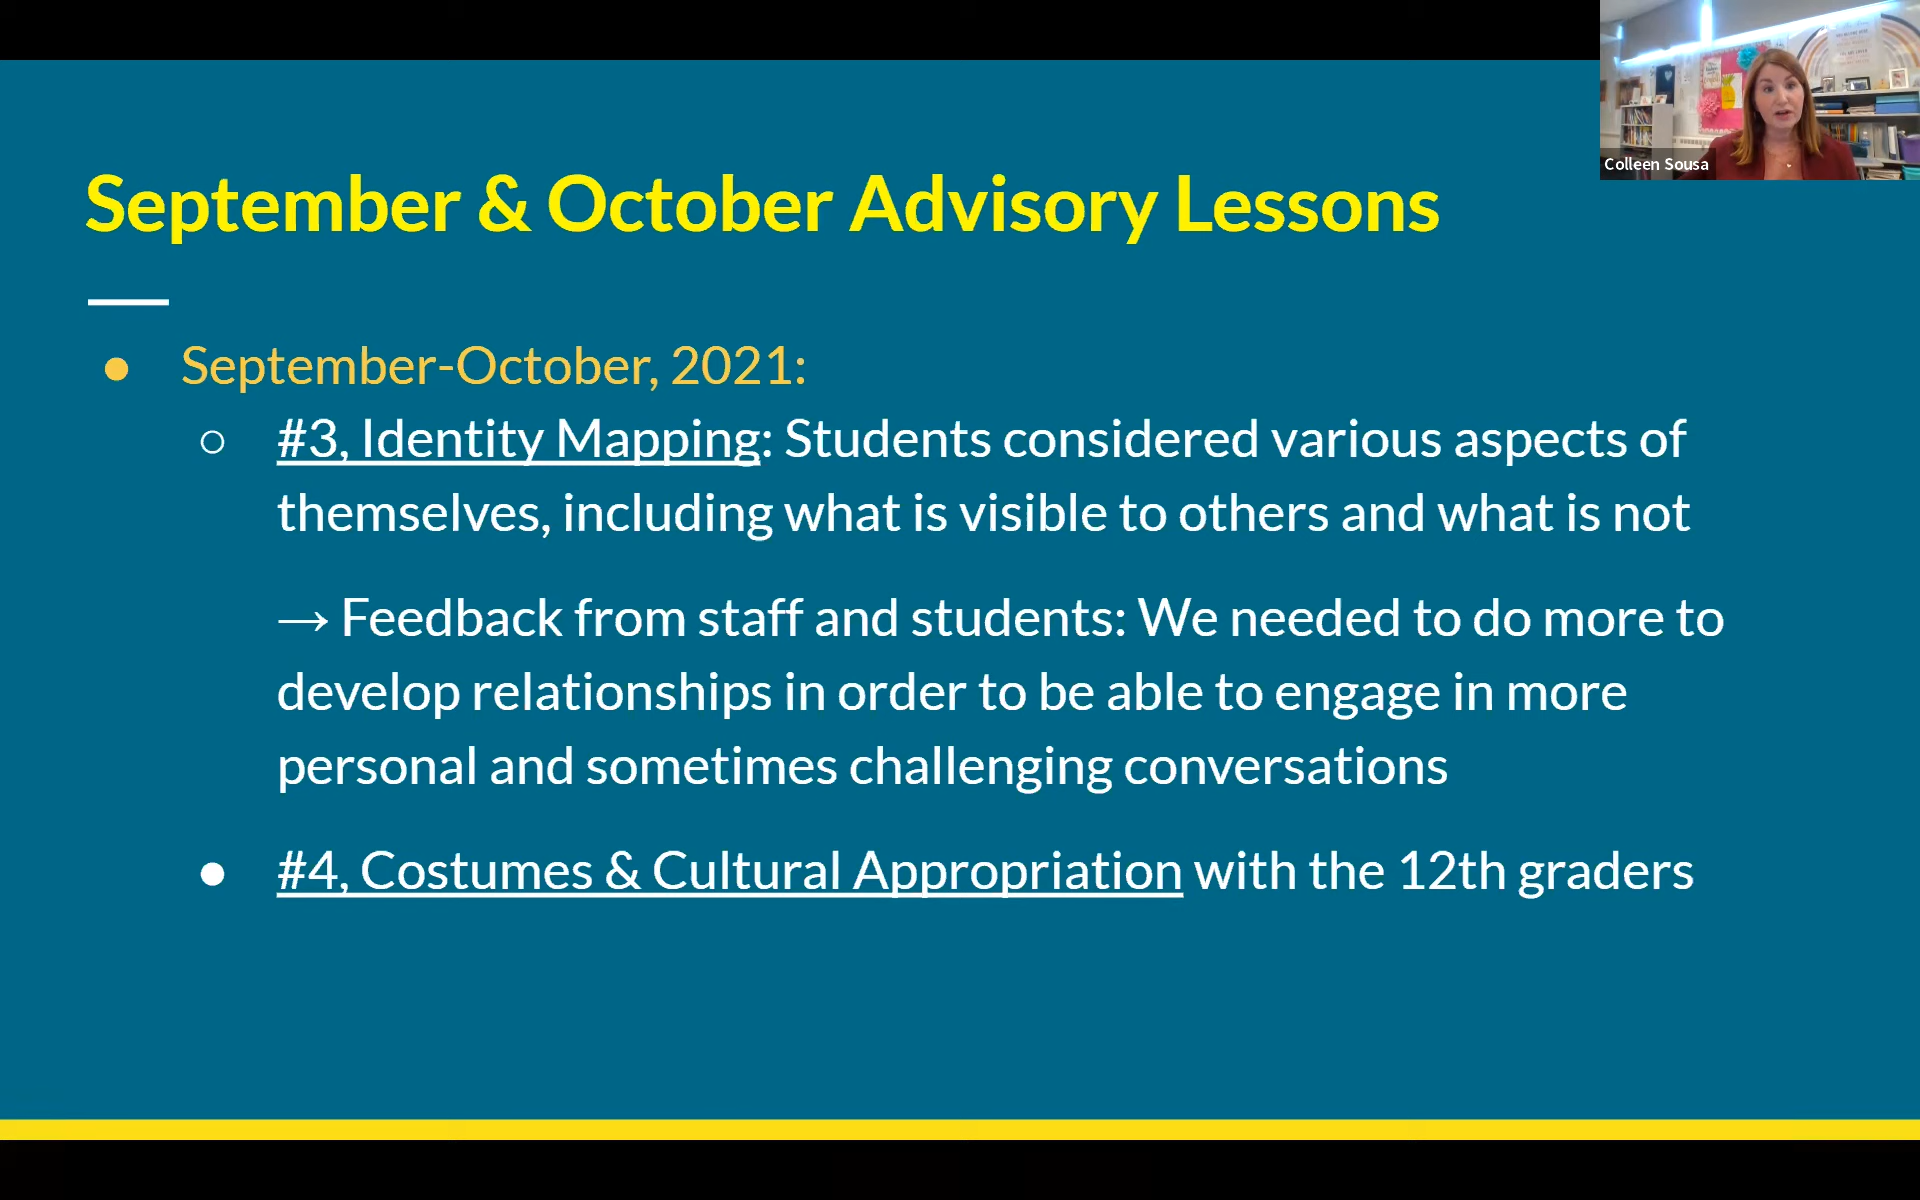 Colleen Sousa
September & October Advisory Lessons
● September-October, 2021:
○ #3, Identity Mapping: Students considered various aspects of
themselves, including what is visible to others and what is not
→ Feedback from staff and students: We needed to do more to
develop relationships in order to be able to engage in more
personal and sometimes challenging conversations
● #4, Costumes & Cultural Appropriation with the 12th graders